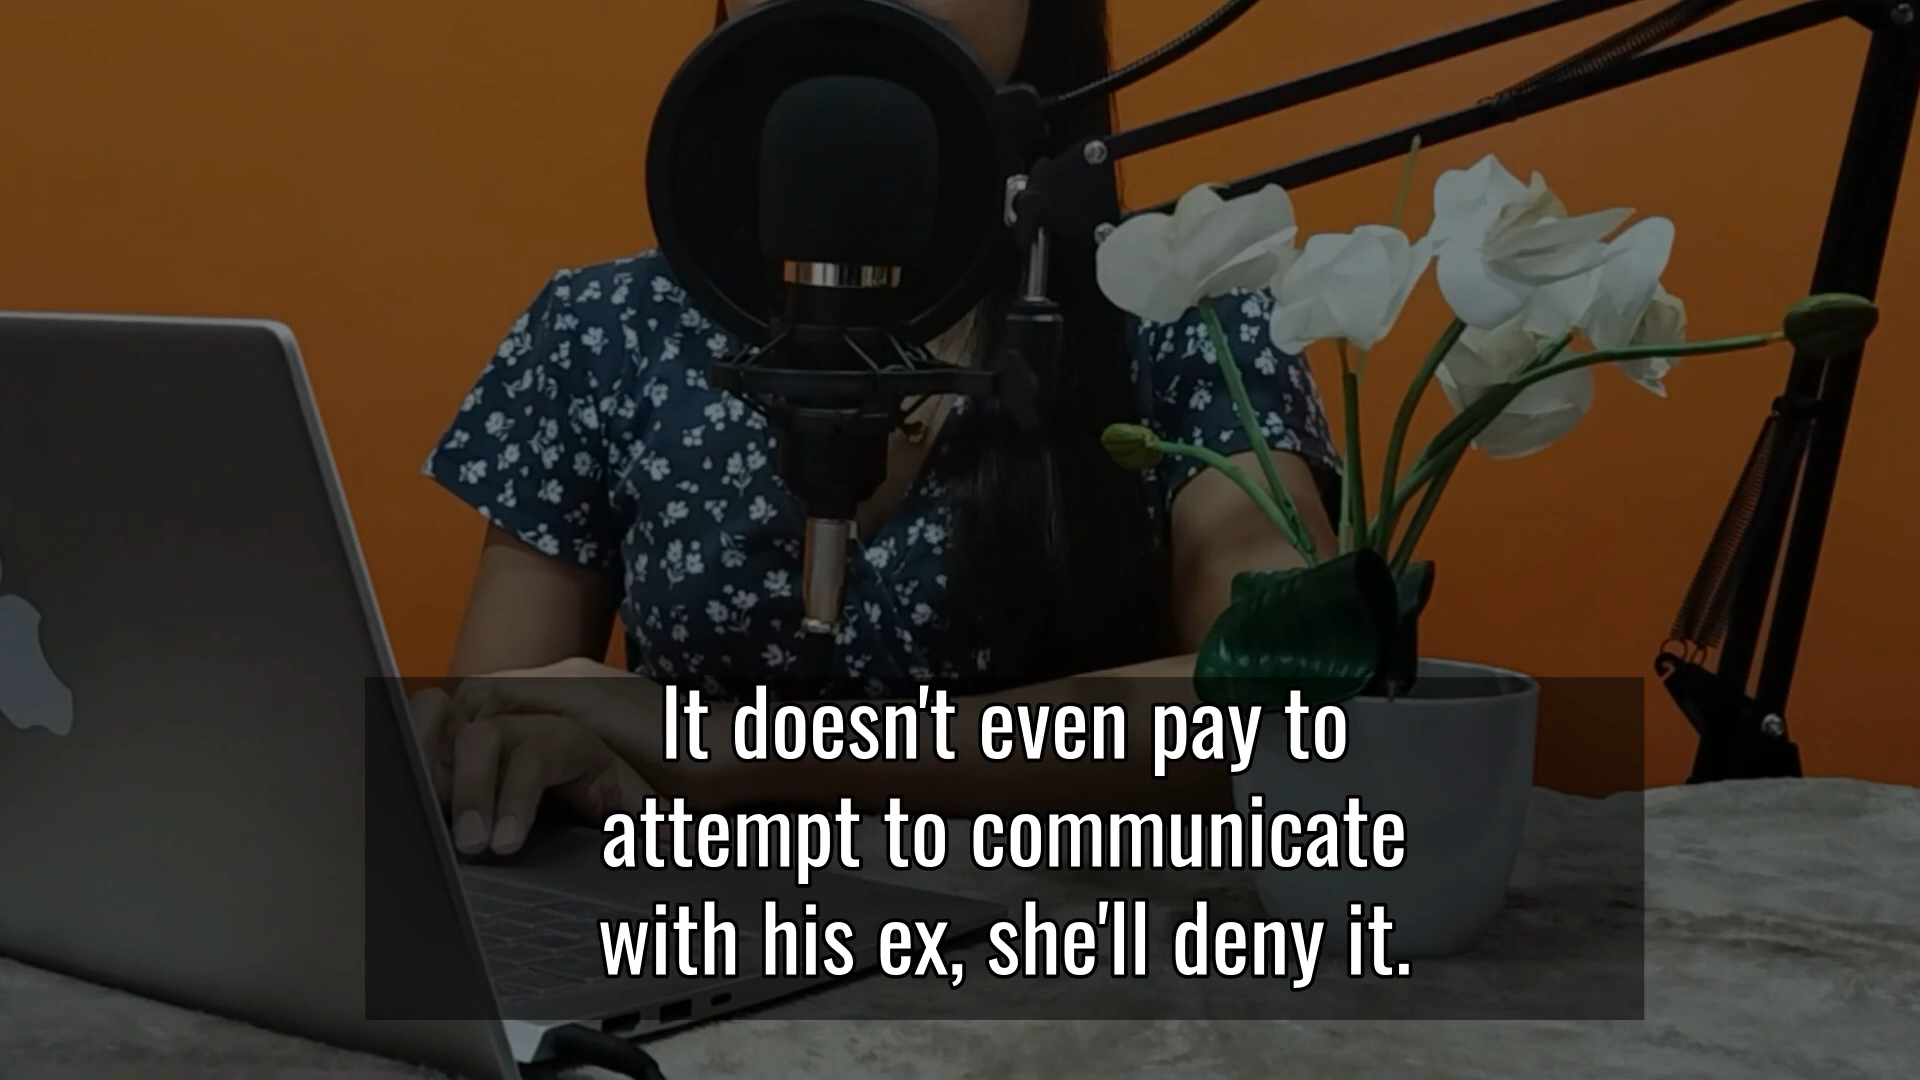 It doesn't even pay to
attempt to communicate
with his ex, she'll deny it.